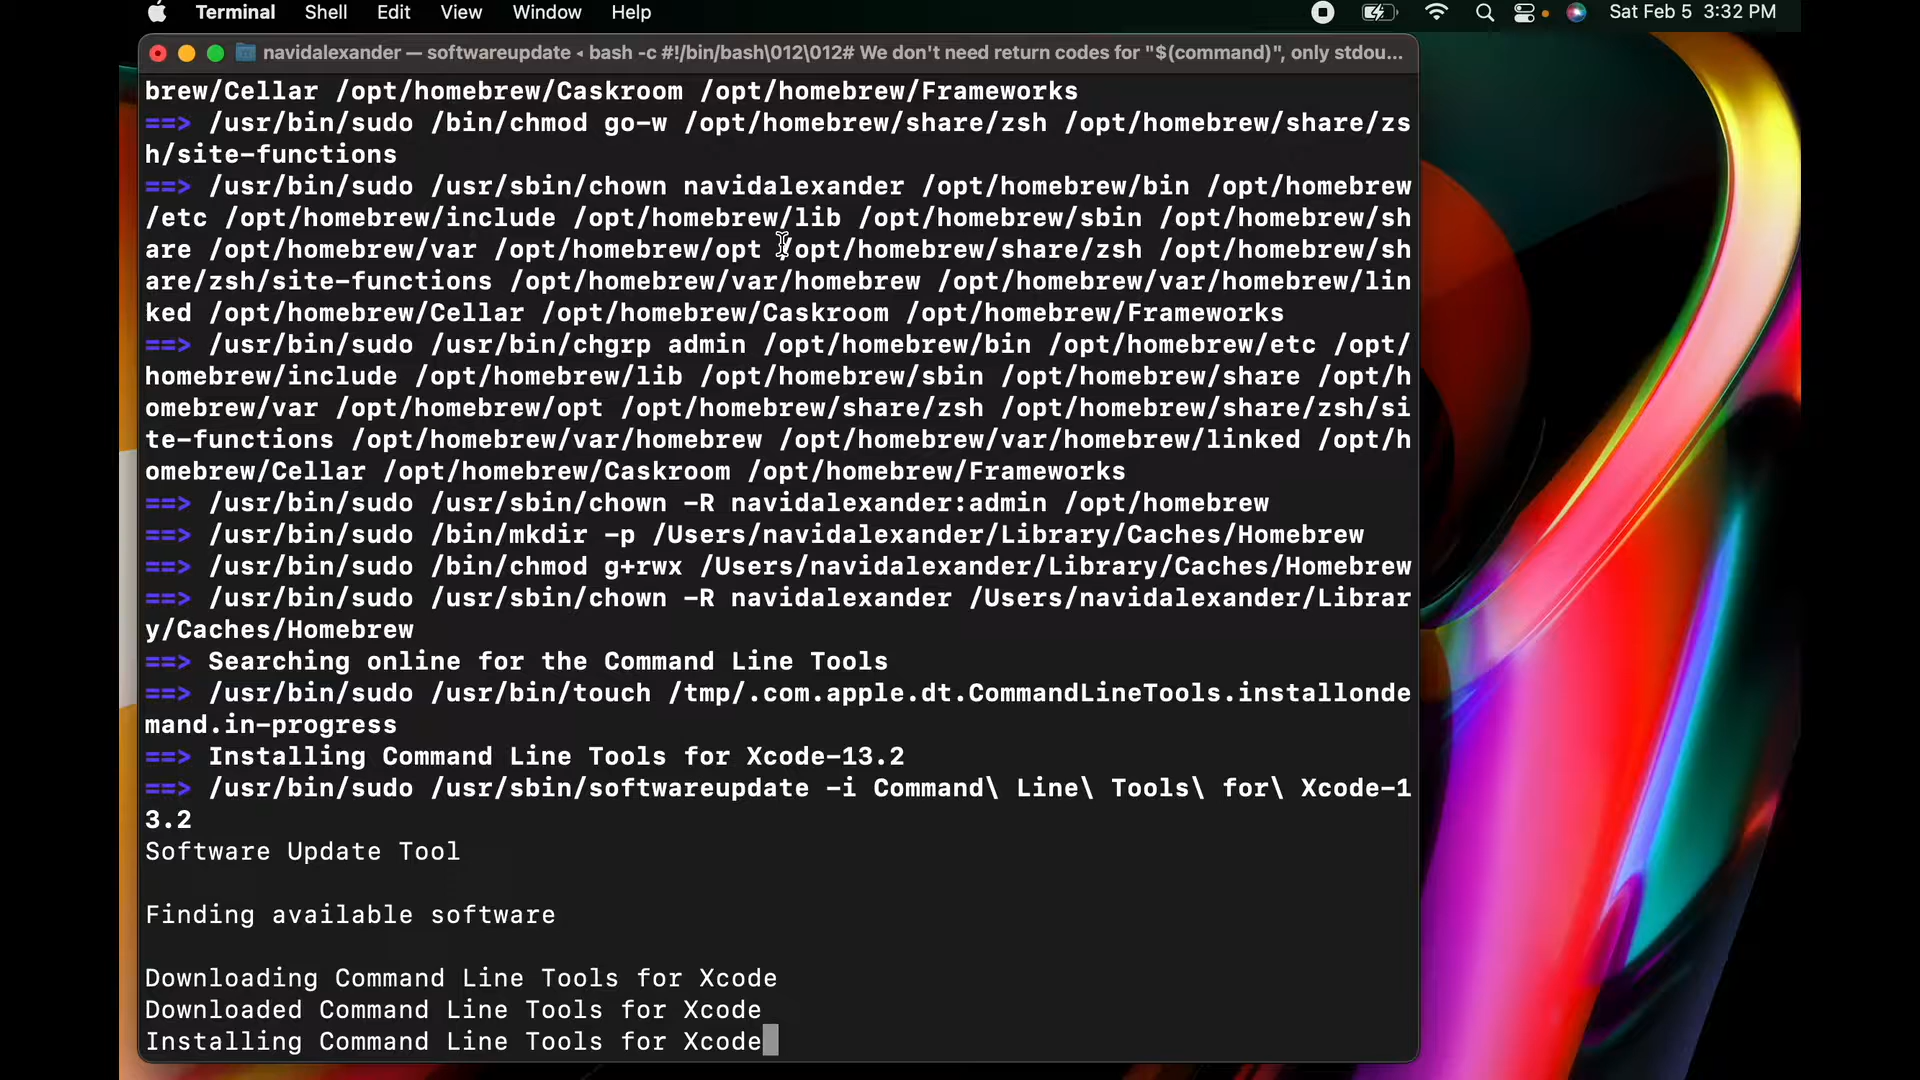 Terminal Shell Edit View Window Help Sat Feb 5 3:32 PM
navidalexander — softwareupdate ◂ bash -c #!/bin/bash\012\012# We don't need return codes for "$(command)", only stdou...
brew/Cellar /opt/homebrew/Caskroom /opt/homebrew/Frameworks
==> /usr/bin/sudo /bin/chmod go-w /opt/homebrew/share/zsh /opt/homebrew/share/zs
h/site-functions
==> /usr/bin/sudo /usr/sbin/chown navidalexander /opt/homebrew/bin /opt/homebrew
/etc /opt/homebrew/include /opt/homebrew/lib /opt/homebrew/sbin /opt/homebrew/sh
are /opt/homebrew/var /opt/homebrew/opt /opt/homebrew/share/zsh /opt/homebrew/sh
are/zsh/site-functions /opt/homebrew/var/homebrew /opt/homebrew/var/homebrew/lin
ked /opt/homebrew/Cellar /opt/homebrew/Caskroom /opt/homebrew/Frameworks
==> /usr/bin/sudo /usr/bin/chgrp admin /opt/homebrew/bin /opt/homebrew/etc /opt/
homebrew/include /opt/homebrew/lib /opt/homebrew/sbin /opt/homebrew/share /opt/h
omebrew/var /opt/homebrew/opt /opt/homebrew/share/zsh /opt/homebrew/share/zsh/si
te-functions /opt/homebrew/var/homebrew /opt/homebrew/var/homebrew/linked /opt/h
omebrew/Cellar /opt/homebrew/Caskroom /opt/homebrew/Frameworks
==> /usr/bin/sudo /usr/sbin/chown -R navidalexander:admin /opt/homebrew
==> /usr/bin/sudo /bin/mkdir -p /Users/navidalexander/Library/Caches/Homebrew
==> /usr/bin/sudo /bin/chmod g+rwx /Users/navidalexander/Library/Caches/Homebrew
==> /usr/bin/sudo /usr/sbin/chown -R navidalexander /Users/navidalexander/Librar
y/Caches/Homebrew
==> Searching online for the Command Line Tools
==> /usr/bin/sudo /usr/bin/touch /tmp/.com.apple.dt.CommandLineTools.installonde
mand.in-progress
==> Installing Command Line Tools for Xcode-13.2
==> /usr/bin/sudo /usr/sbin/softwareupdate -i Command\ Line\ Tools\ for\ Xcode-1
3.2
Software Update Tool
Finding available software
Downloading Command Line Tools for Xcode
Downloaded Command Line Tools for Xcode
Installing Command Line Tools for Xcode